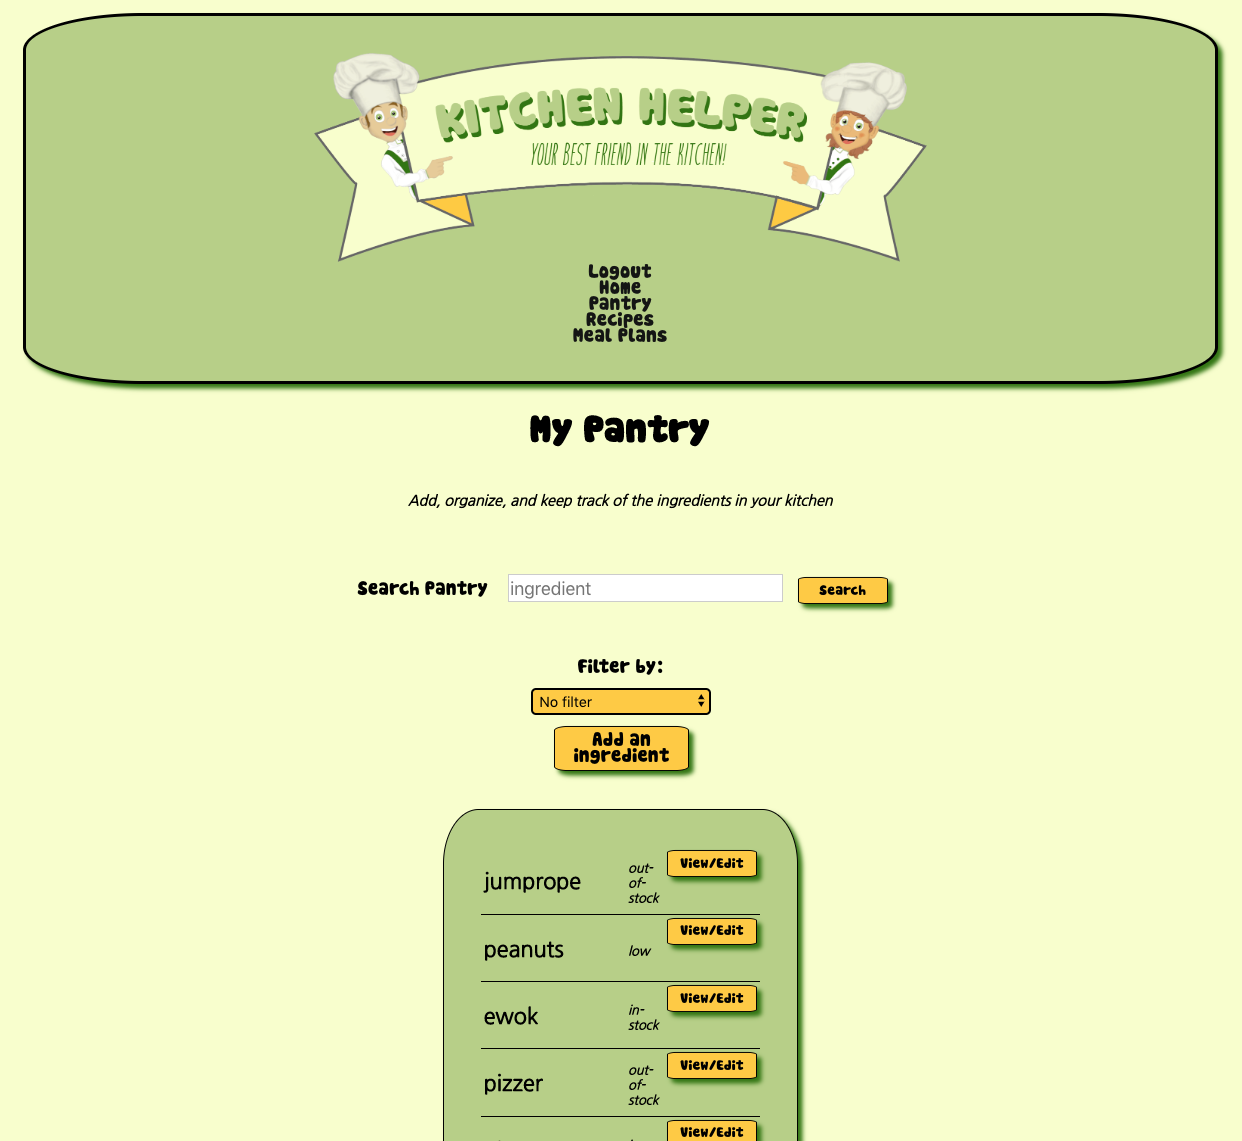 KITCHEN HELPER
YOUR BEST FRIEND IN THE KITCHEN!
Logout
Home
Pantry
Recipes
Meal Plans
My Pantry
Add, organize, and keep track of the ingredients in your kitchen
Search Pantry ingredient Search
Filter by:
No filter
Add an
ingredient
jumprope
out-
of-
stock
View/Edit
peanuts
low
View/Edit
ewok
in-
stock
View/Edit
pizzer
out-
of-
stock
View/Edit
View/Edit